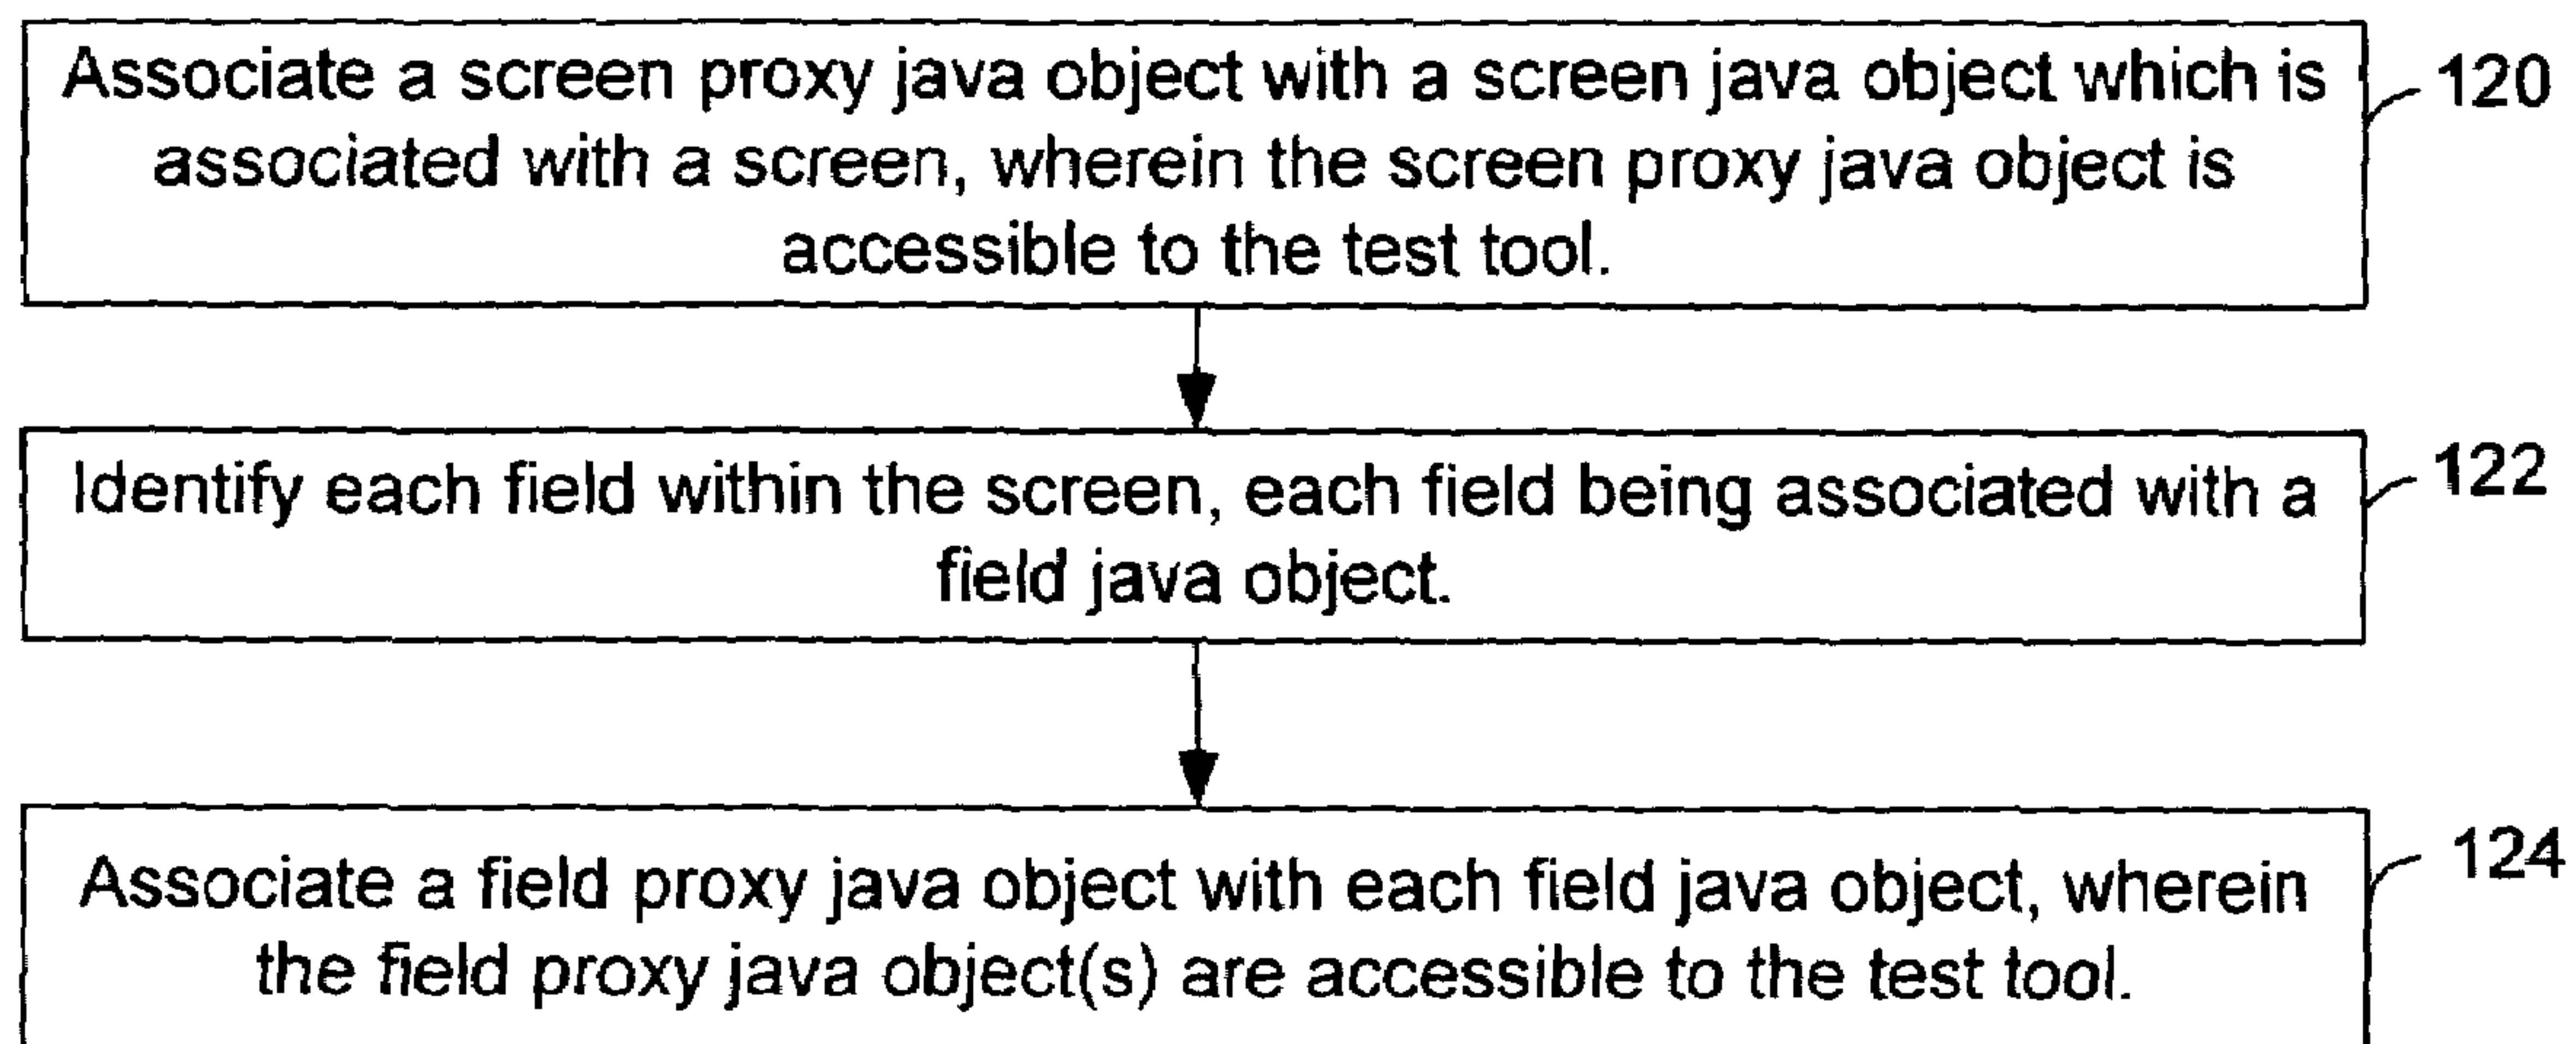 Associate a screen proxy java object with a screen java object which is
associated with a screen, wherein the screen proxy java object is
accessible to the test tool.
120
Identify each field within the screen, each field being associated with a
field java object.
122
Associate a field proxy java object with each field java object, wherein
the field proxy java object(s) are accessible to the test tool.
124